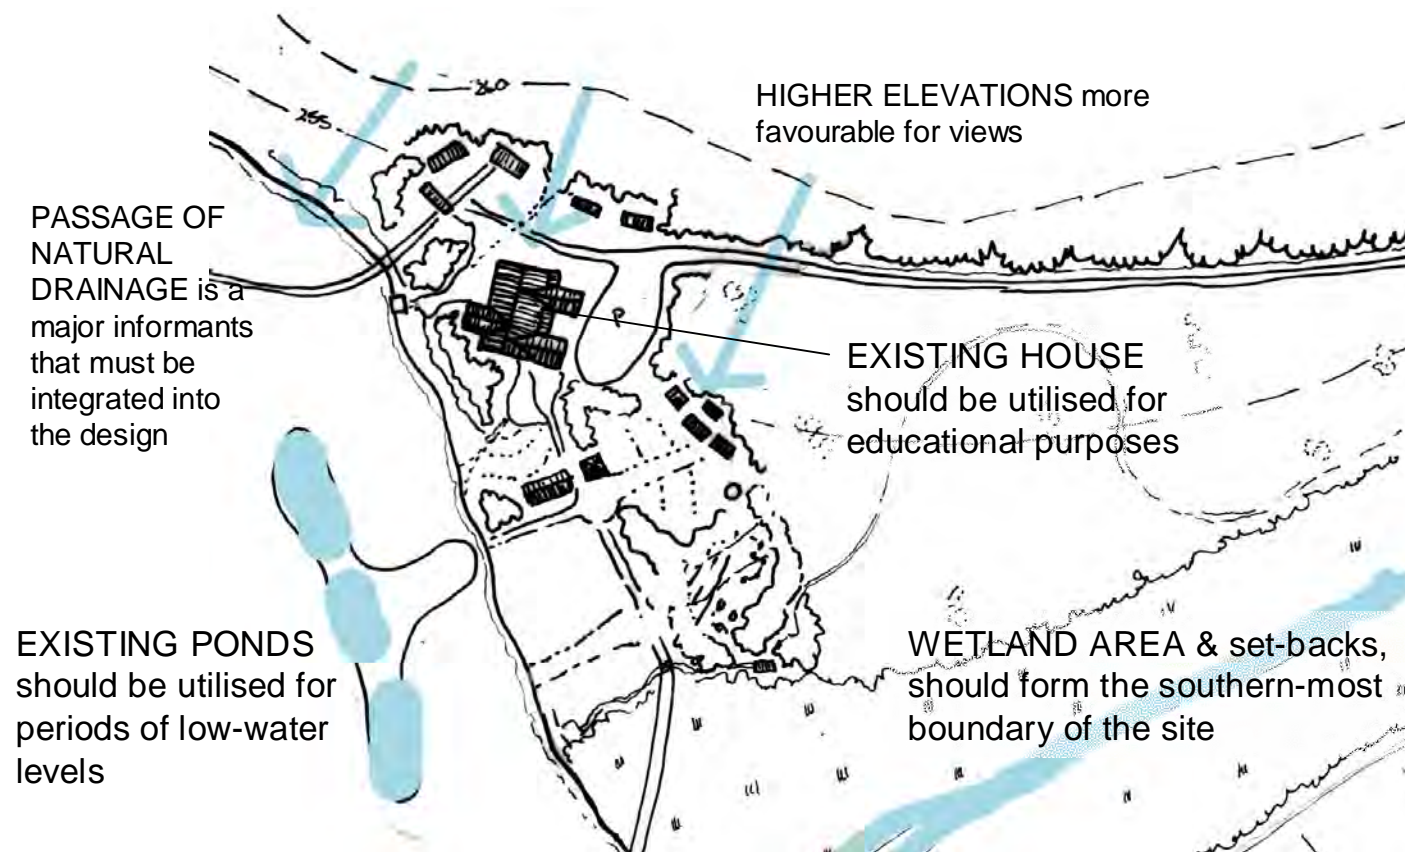 260
255
HIGHER ELEVATIONS more
favourable for views
PASSAGE OF
NATURAL
DRAINAGE is a
major informants
that must be
integrated into
the design
P
EXISTING HOUSE
should be utilised for
educational purposes
EXISTING PONDS
should be utilised for
periods of low-water
levels
WETLAND AREA & set-backs,
should form the southern-most
boundary of the site